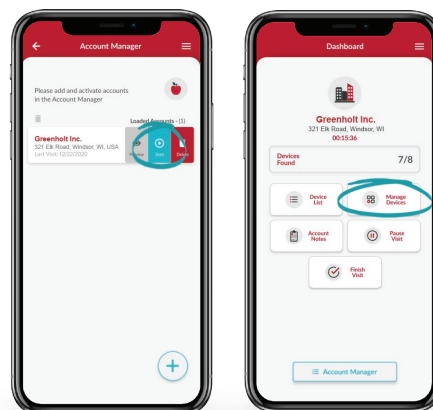 Account Manager
Please add and activate accounts
in the Account Manager
Loaded Accounts - (1)
Greenholt Inc.
321 Elk Road, Windsor, WI, USA
Last Visit: 12/22/2020
Start
Delete
Dashboard
Greenholt Inc.
321 Elk Road, Windsor, WI
00:15:36
Devices
Found
7/8
Device
List
Manage
Devices
Account
Notes
Pause
Visit
Finish
Visit
Account Manager